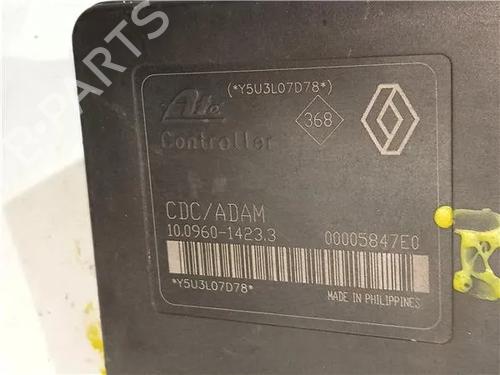 (*Y5U3L07D78*)
Ate
368
Controller
CDC/ADAM
10.0960-1423.3 00005847E0
*Y5U3L07D78*
MADE IN PHILIPPINES
PARTS